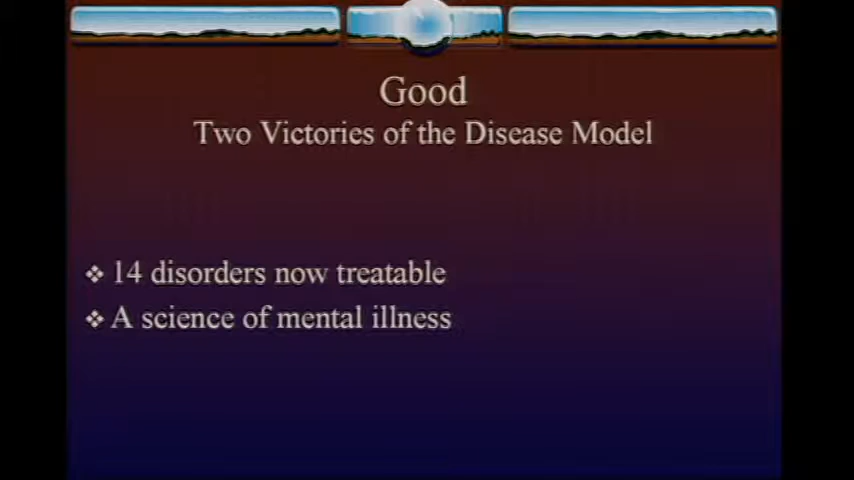 Good
Two Victories of the Disease Model
❖ 14 disorders now treatable
❖ A science of mental illness